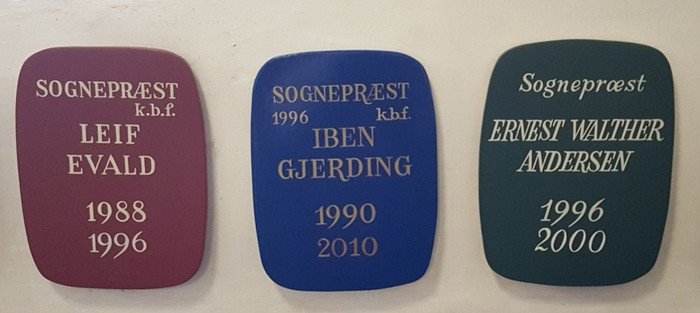 SOGNEPRÆST
k.b.f.
LEIF
EVALD
1988
1996
SOGNEPRÆST
1996 k.b.f.
IBEN
GJERDING
1990
2010
Sognepræst
ERNEST WALTHER
ANDERSEN
1996
2000